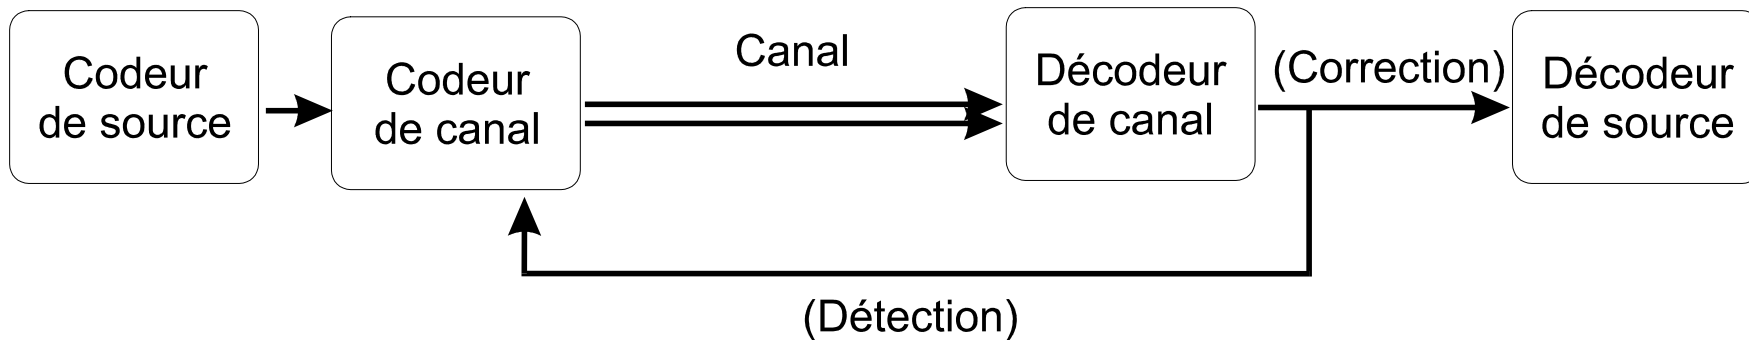 Codeur
de source
Codeur
de canal
Canal
Décodeur
de canal
(Correction)
Décodeur
de source
(Détection)